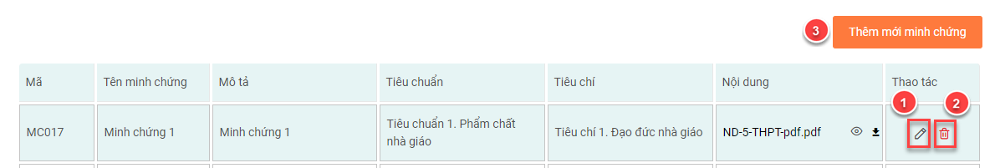 3 Thêm mới minh chứng
Mã Tên minh chứng Mô tả Tiêu chuẩn Tiêu chí Nội dung Thao tác
1 2
MC017 Minh chứng 1 Minh chứng 1 Tiêu chuẩn 1. Phẩm chất Tiêu chí 1. Đạo đức nhà giáo ND-5-THPT-pdf.pdf
nhà giáo